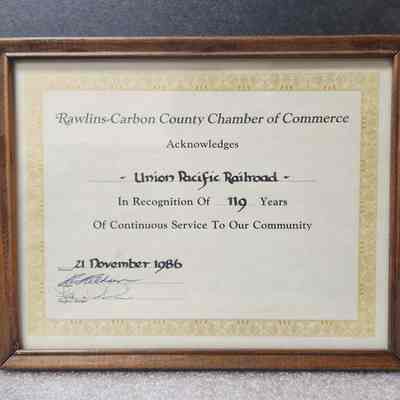 Rawlins-Carbon County Chamber of Commerce
Acknowledges
- Union Pacific Railroad -
In Recognition Of 119 Years
Of Continuous Service To Our Community
21 November 1986